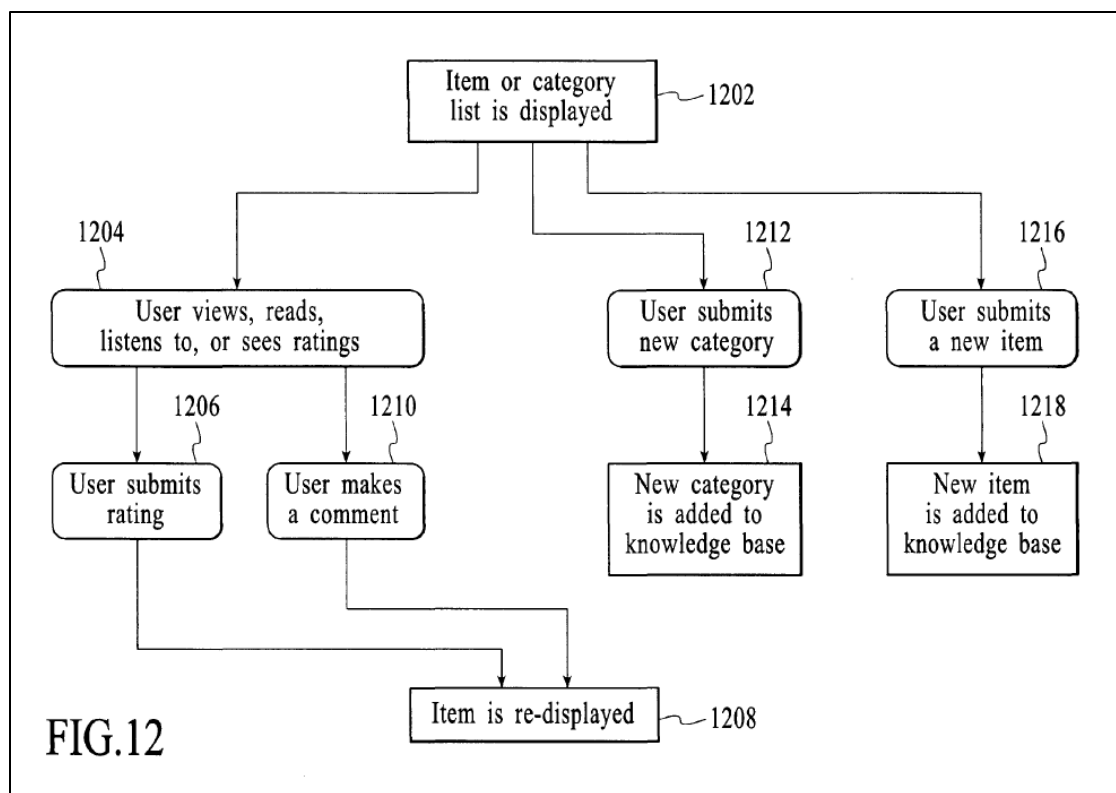 Item or category
list is displayed
1202
1204
1212
1216
User views, reads,
listens to, or sees ratings
User submits
new category
User submits
a new item
1206
1210
1214
1218
User submits
rating
User makes
a comment
New category
is added to
knowledge base
New item
is added to
knowledge base
Item is re-displayed
1208
FIG.12